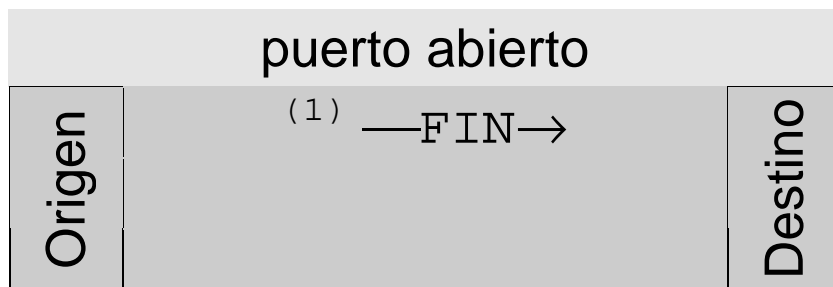 puerto abierto
Origen
(1) —FIN→
Destino